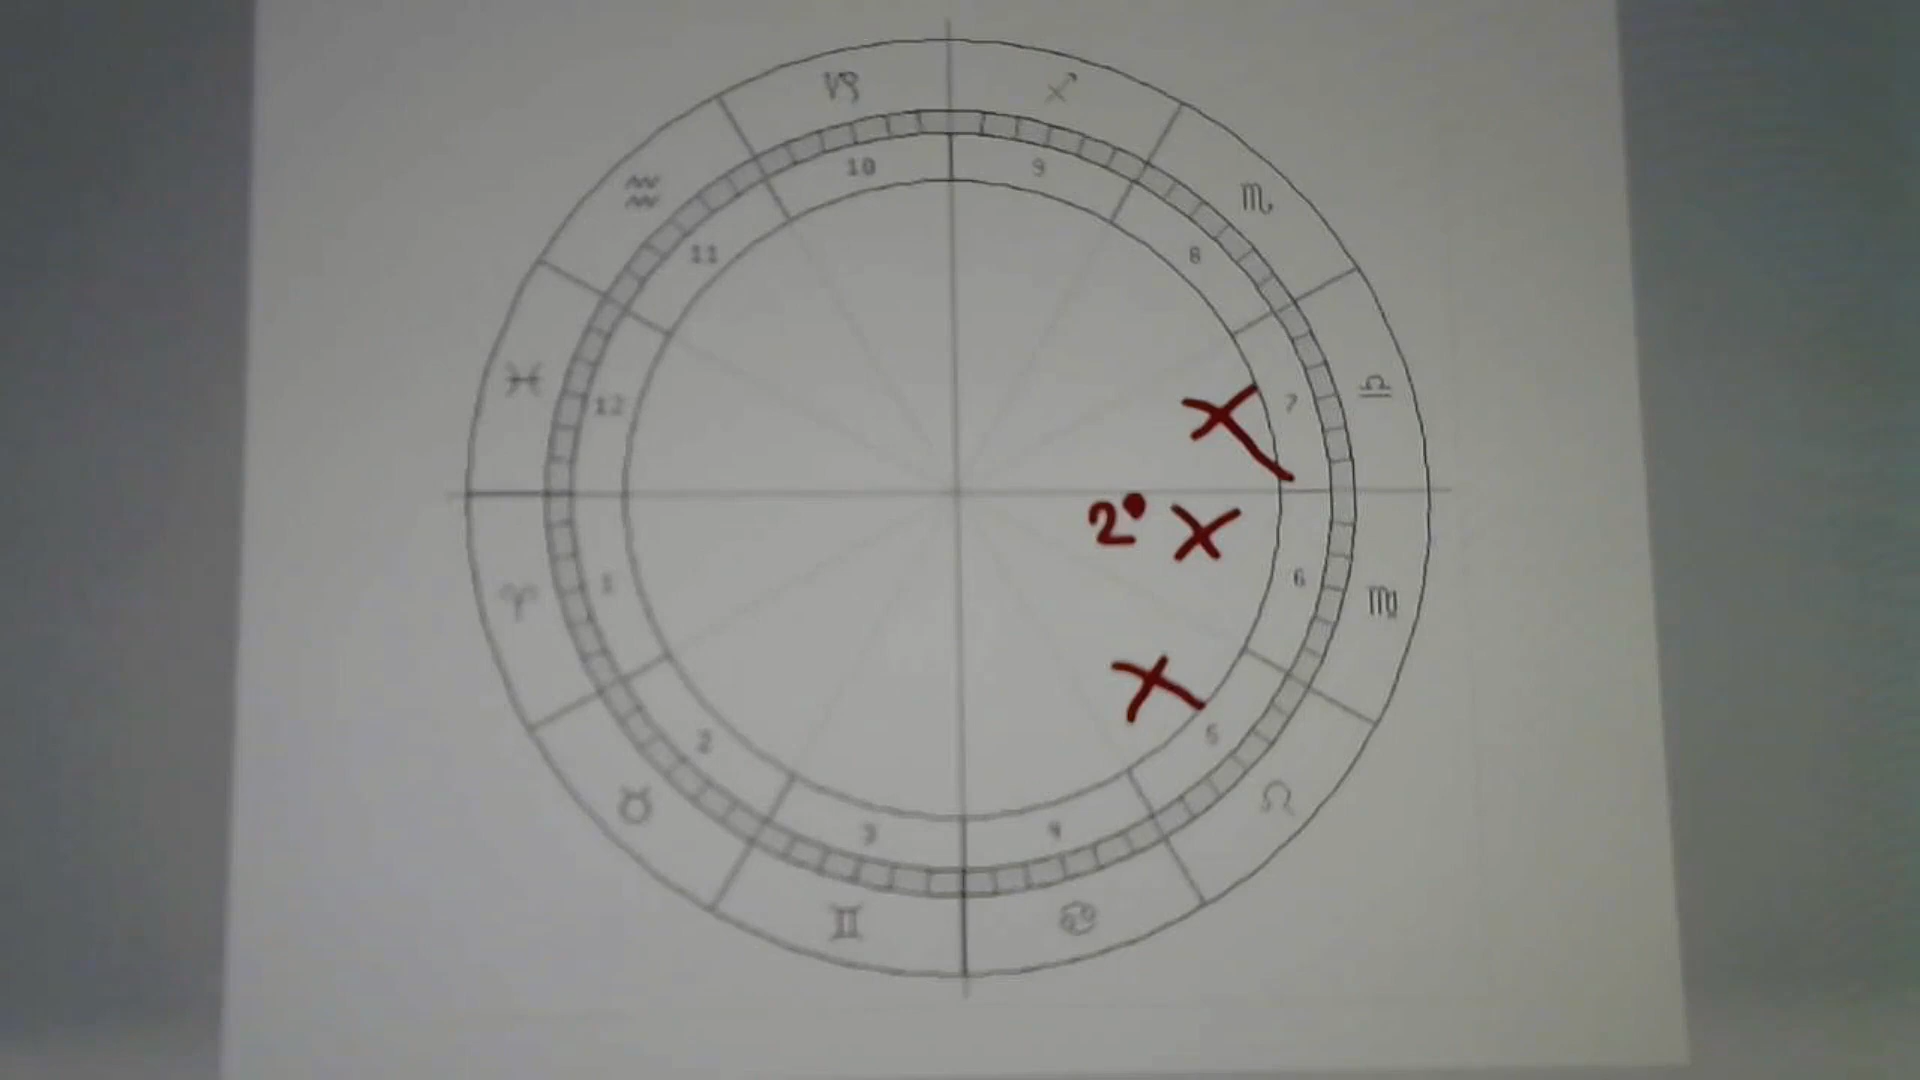 ♑ ♐
10 9
♒ ♏
11 8
♓ 12 7 ♎
2• X
♈ 1 6 ♍
2 5
♉ ♌
3 4
♊ ♋